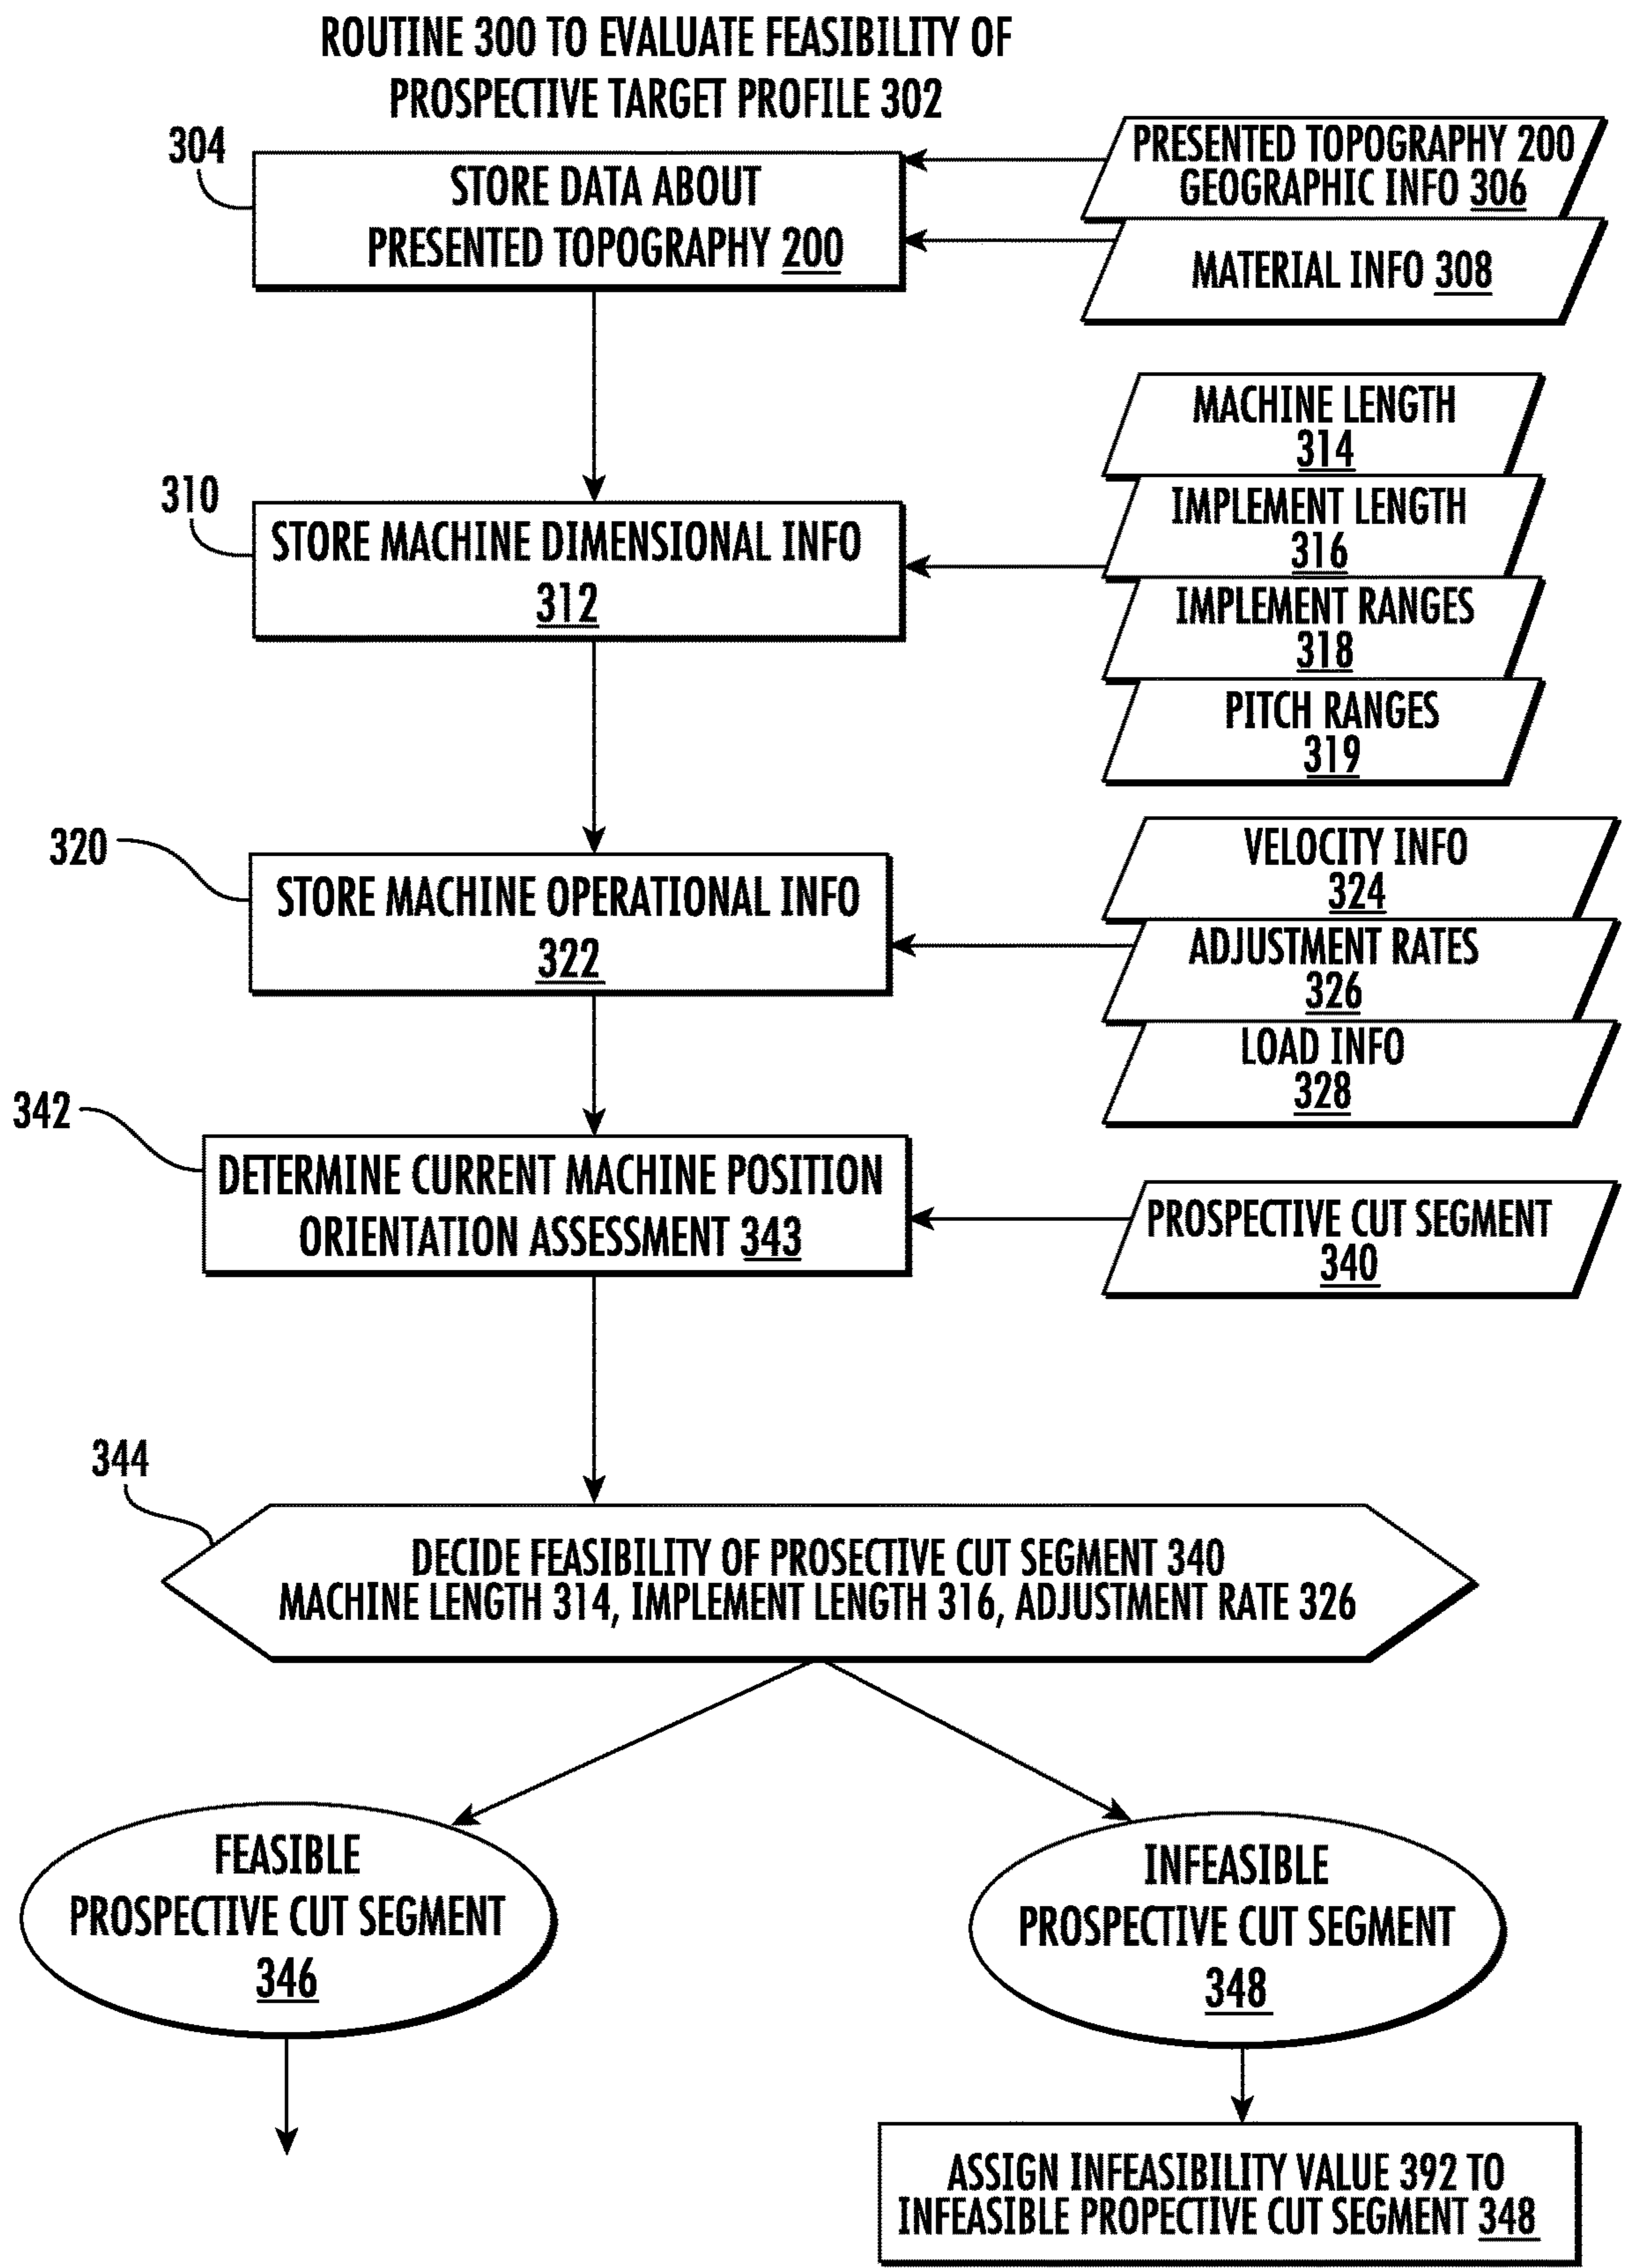 ROUTINE 300 TO EVALUATE FEASIBILITY OF
PROSPECTIVE TARGET PROFILE 302
304
STORE DATA ABOUT
PRESENTED TOPOGRAPHY 200
PRESENTED TOPOGRAPHY 200
GEOGRAPHIC INFO 306
MATERIAL INFO 308
310
STORE MACHINE DIMENSIONAL INFO
312
MACHINE LENGTH
314
IMPLEMENT LENGTH
316
IMPLEMENT RANGES
318
PITCH RANGES
319
320
STORE MACHINE OPERATIONAL INFO
322
VELOCITY INFO
324
ADJUSTMENT RATES
326
LOAD INFO
328
342
DETERMINE CURRENT MACHINE POSITION
ORIENTATION ASSESSMENT 343
PROSPECTIVE CUT SEGMENT
340
344
DECIDE FEASIBILITY OF PROSECTIVE CUT SEGMENT 340
MACHINE LENGTH 314, IMPLEMENT LENGTH 316, ADJUSTMENT RATE 326
FEASIBLE
PROSPECTIVE CUT SEGMENT
346
INFEASIBLE
PROSPECTIVE CUT SEGMENT
348
ASSIGN INFEASIBILITY VALUE 392 TO
INFEASIBLE PROPECTIVE CUT SEGMENT 348